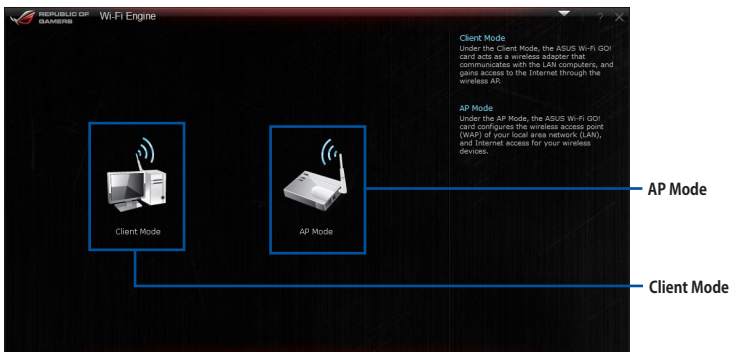 REPUBLIC OF
GAMERS
Wi-Fi Engine
? ×
Client Mode
Under the Client Mode, the ASUS Wi-Fi GO!
card acts as a wireless adapter that
communicates with the LAN computers, and
gains access to the Internet through the
wireless AP.
AP Mode
Under the AP Mode, the ASUS Wi-Fi GO!
card configures the wireless access point
(WAP) of your local area network (LAN),
and Internet access for your wireless
devices.
Client Mode
AP Mode
AP Mode
Client Mode